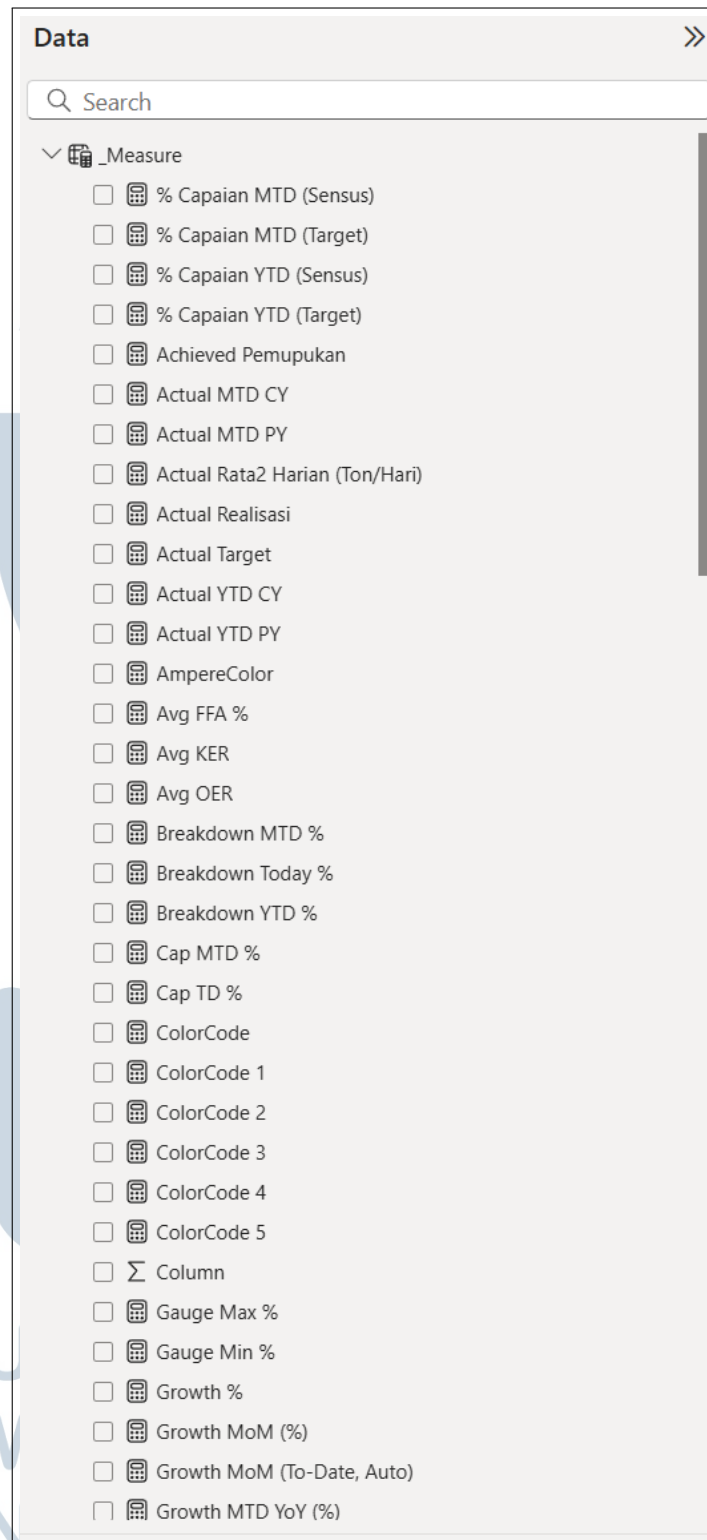 Data
Search
_Measure
% Capaian MTD (Sensus)
% Capaian MTD (Target)
% Capaian YTD (Sensus)
% Capaian YTD (Target)
Achieved Pemupukan
Actual MTD CY
Actual MTD PY
Actual Rata2 Harian (Ton/Hari)
Actual Realisasi
Actual Target
Actual YTD CY
Actual YTD PY
AmpereColor
Avg FFA %
Avg KER
Avg OER
Breakdown MTD %
Breakdown Today %
Breakdown YTD %
Cap MTD %
Cap TD %
ColorCode
ColorCode 1
ColorCode 2
ColorCode 3
ColorCode 4
ColorCode 5
Column
Gauge Max %
Gauge Min %
Growth %
Growth MoM (%)
Growth MoM (To-Date, Auto)
Growth MTD YoY (%)